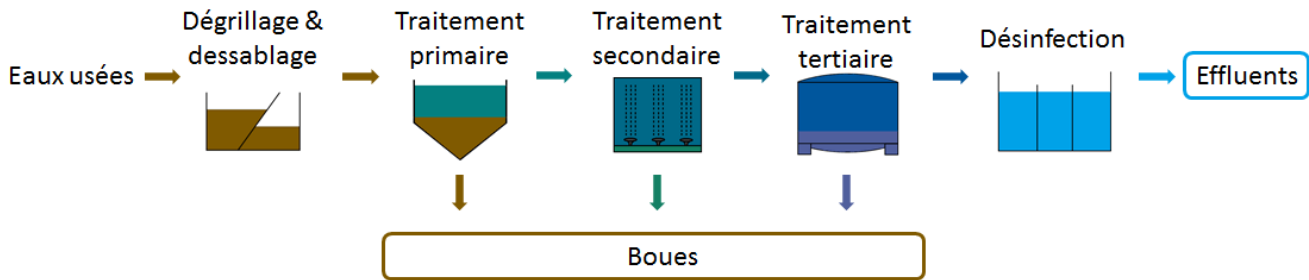 Eaux usées
Dégrillage &
dessablage
Traitement
primaire
Traitement
secondaire
Traitement
tertiaire
Désinfection
Effluents
Boues